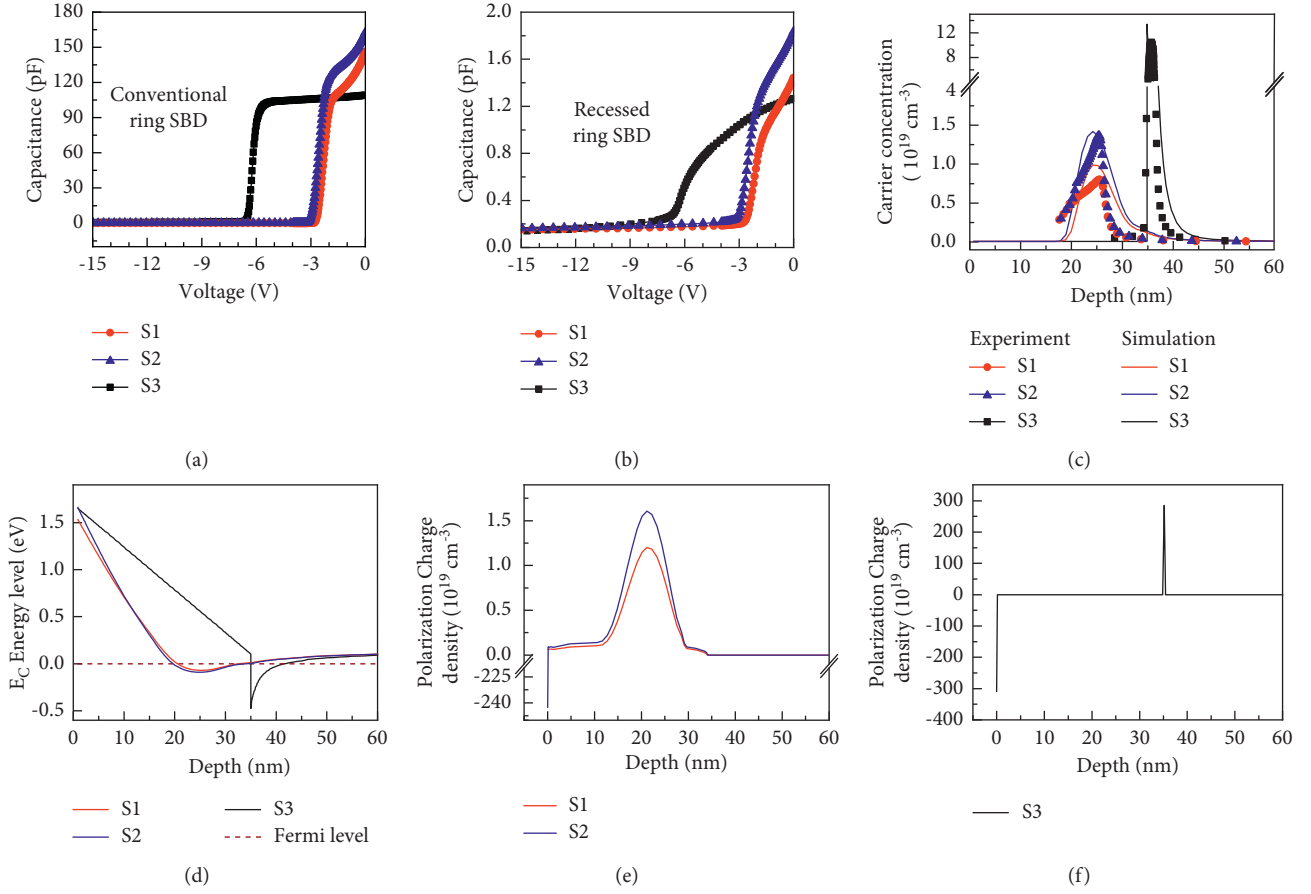 180
150
120
90
60
30
0
Capacitance (pF)
Conventional
ring SBD
-15 -12 -9 -6 -3 0
Voltage (V)
S1
S2
S3
(a)
2.0
1.6
1.2
0.8
0.4
0.0
Capacitance (pF)
Recessed
ring SBD
-15 -12 -9 -6 -3 0
Voltage (V)
S1
S2
S3
(b)
12
10
8
6
4
1.5
1.0
0.5
0.0
Carrier concentration
( 10^19 cm^-3)
0 10 20 30 40 50 60
Depth (nm)
Experiment Simulation
S1 S1
S2 S2
S3 S3
(c)
1.5
1.0
0.5
0.0
-0.5
E_C Energy level (eV)
0 10 20 30 40 50 60
Depth (nm)
S1 S3
S2 Fermi level
(d)
1.5
1.0
0.5
0.0
-225
-240
Polarization Charge
density (10^19 cm^-3)
0 10 20 30 40 50 60
Depth (nm)
S1
S2
(e)
300
200
100
0
-100
-200
-300
-400
Polarization Charge
density (10^19 cm^-3)
0 10 20 30 40 50 60
Depth (nm)
S3
(f)